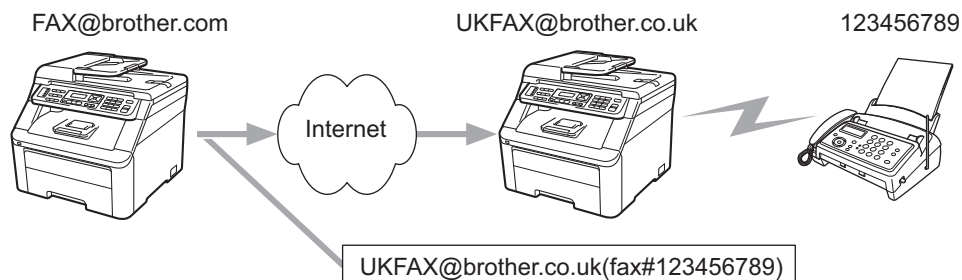 FAX@brother.com
UKFAX@brother.co.uk
123456789
Internet
UKFAX@brother.co.uk(fax#123456789)